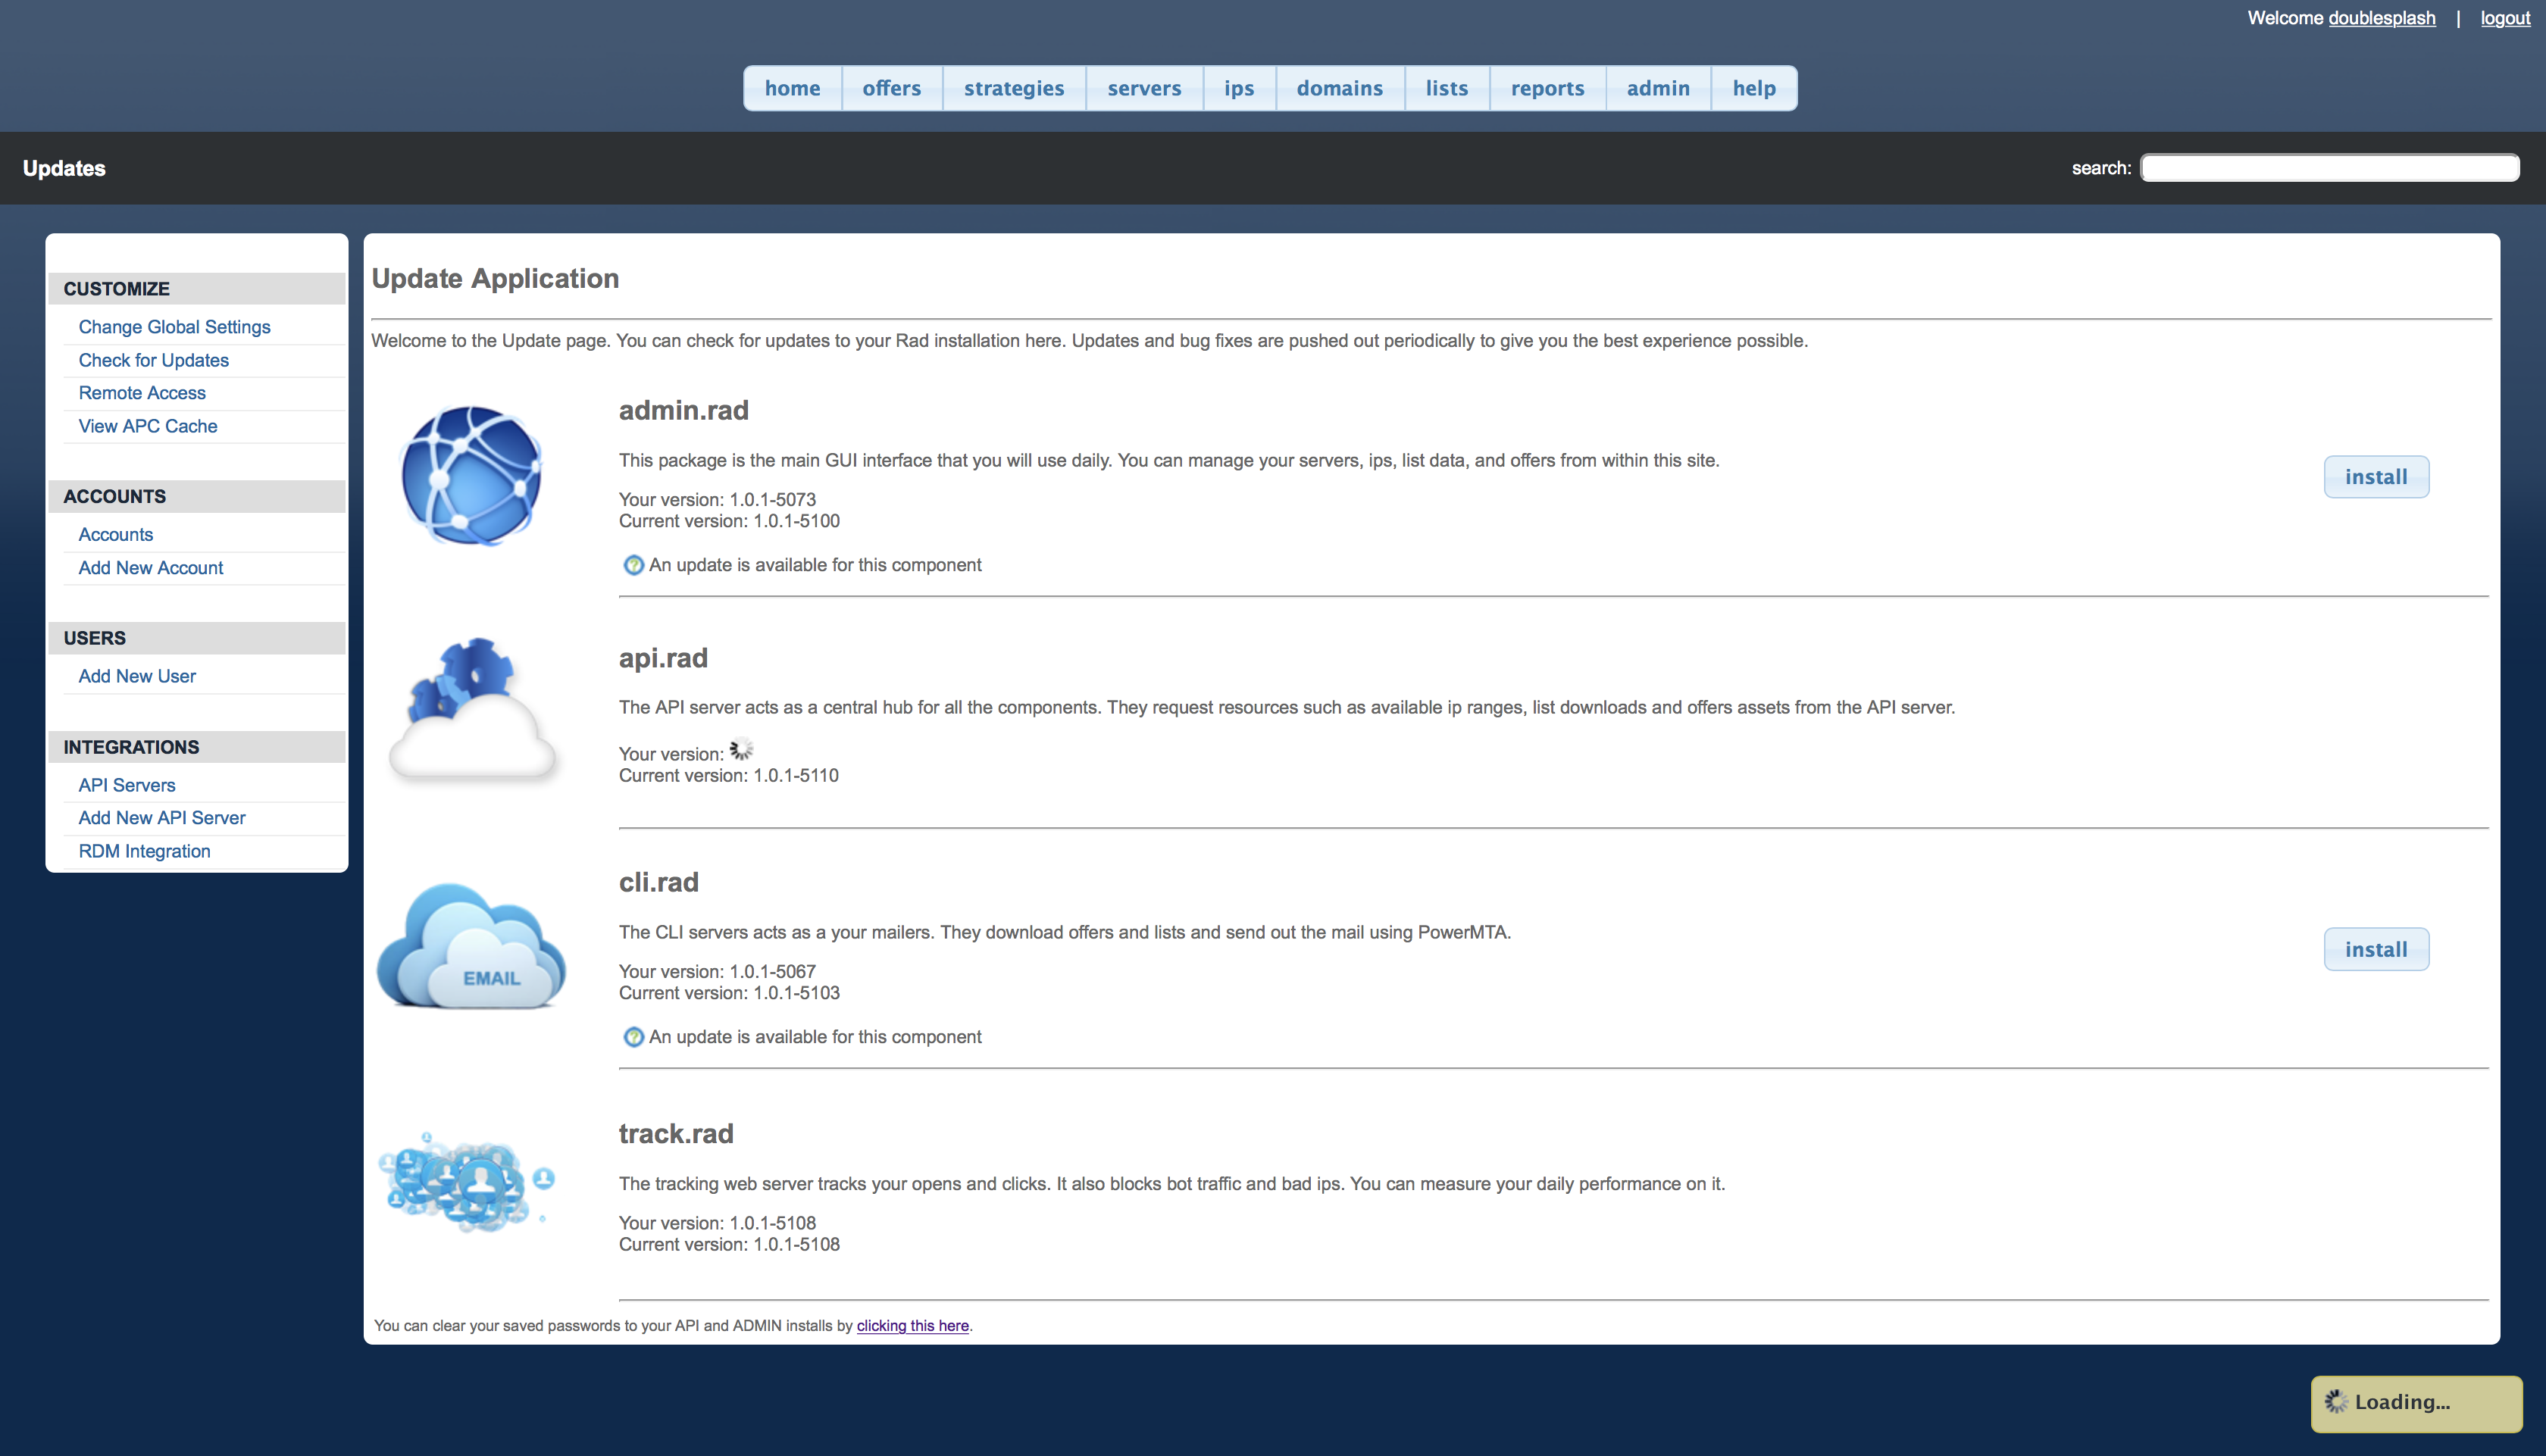 Welcome doublesplash | logout
home offers strategies servers ips domains lists reports admin help
Updates
search:
CUSTOMIZE
Change Global Settings
Check for Updates
Remote Access
View APC Cache
ACCOUNTS
Accounts
Add New Account
USERS
Add New User
INTEGRATIONS
API Servers
Add New API Server
RDM Integration
Update Application
Welcome to the Update page. You can check for updates to your Rad installation here. Updates and bug fixes are pushed out periodically to give you the best experience possible.
admin.rad
This package is the main GUI interface that you will use daily. You can manage your servers, ips, list data, and offers from within this site.
install
Your version: 1.0.1-5073
Current version: 1.0.1-5100
An update is available for this component
api.rad
The API server acts as a central hub for all the components. They request resources such as available ip ranges, list downloads and offers assets from the API server.
Your version:
Current version: 1.0.1-5110
cli.rad
The CLI servers acts as a your mailers. They download offers and lists and send out the mail using PowerMTA.
install
EMAIL
Your version: 1.0.1-5067
Current version: 1.0.1-5103
An update is available for this component
track.rad
The tracking web server tracks your opens and clicks. It also blocks bot traffic and bad ips. You can measure your daily performance on it.
Your version: 1.0.1-5108
Current version: 1.0.1-5108
You can clear your saved passwords to your API and ADMIN installs by clicking this here.
Loading...